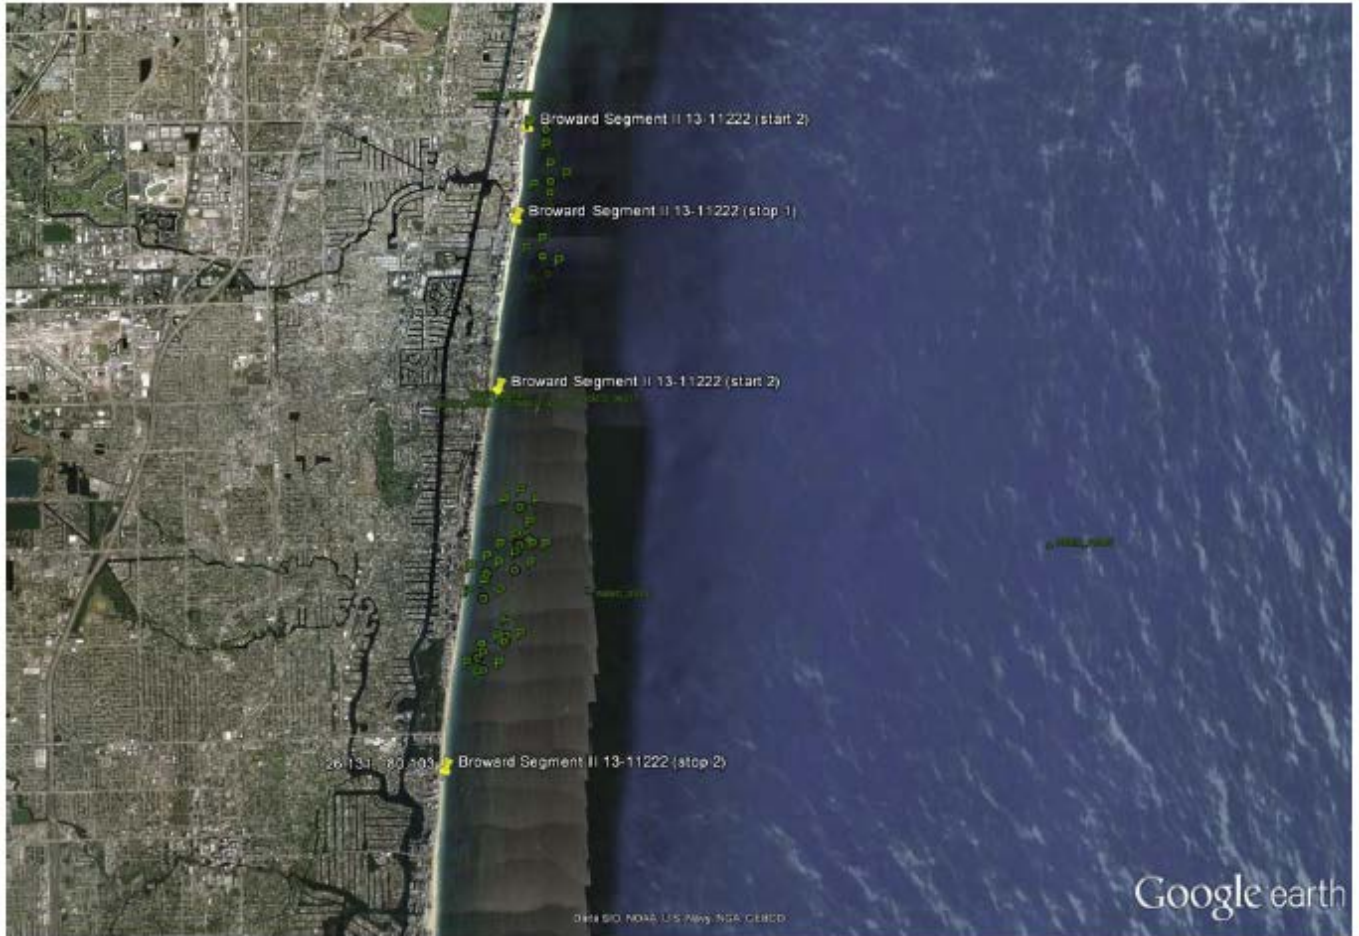 Broward Segment II 13-11222 (start 2)
Broward Segment II 13-11222 (stop 1)
Broward Segment II 13-11222 (start 2)
Broward Segment II 13-11222 (stop 2)
Google earth
Data SIO, NOAA, U.S. Navy, NGA, GEBCO